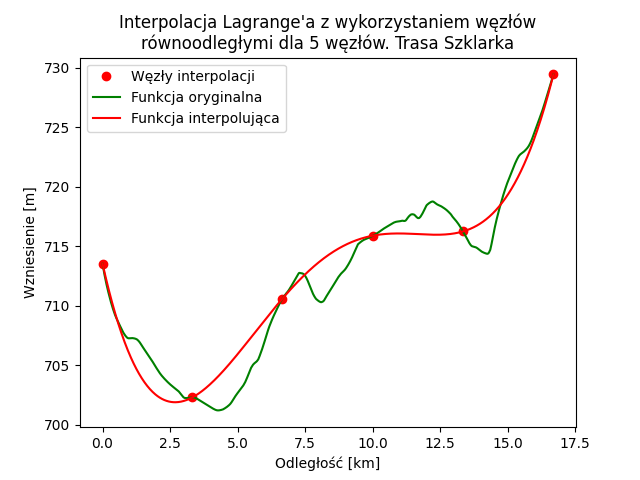 Interpolacja Lagrange'a z wykorzystaniem węzłów
równoodległymi dla 5 węzłów. Trasa Szklarka
Węzły interpolacji
Funkcja oryginalna
Funkcja interpolująca
Wzniesienie [m]
730
725
720
715
710
705
700
0.0 2.5 5.0 7.5 10.0 12.5 15.0 17.5
Odległość [km]